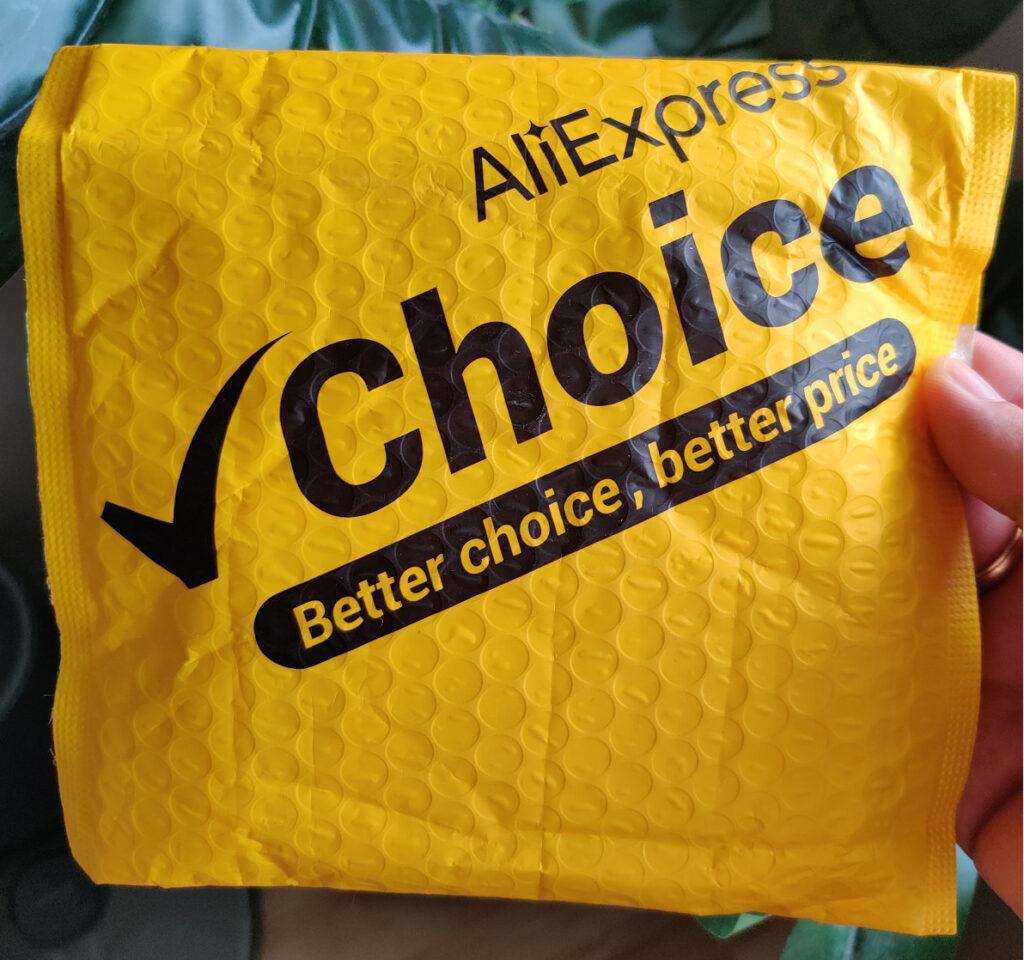 AliExpress
Choice
Better choice, better price